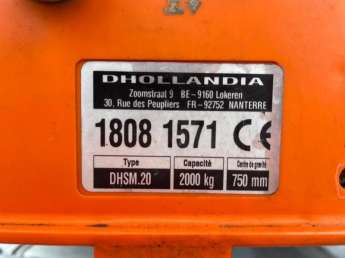 DHOLLANDIA
Zoomstraat 9 BE-9160 Lokeren
30, Rue des Peupliers FR-92752 NANTERRE
1808 1571 CE
Type Capacité Centre de gravité
DHSM.20 2000 kg 750 mm